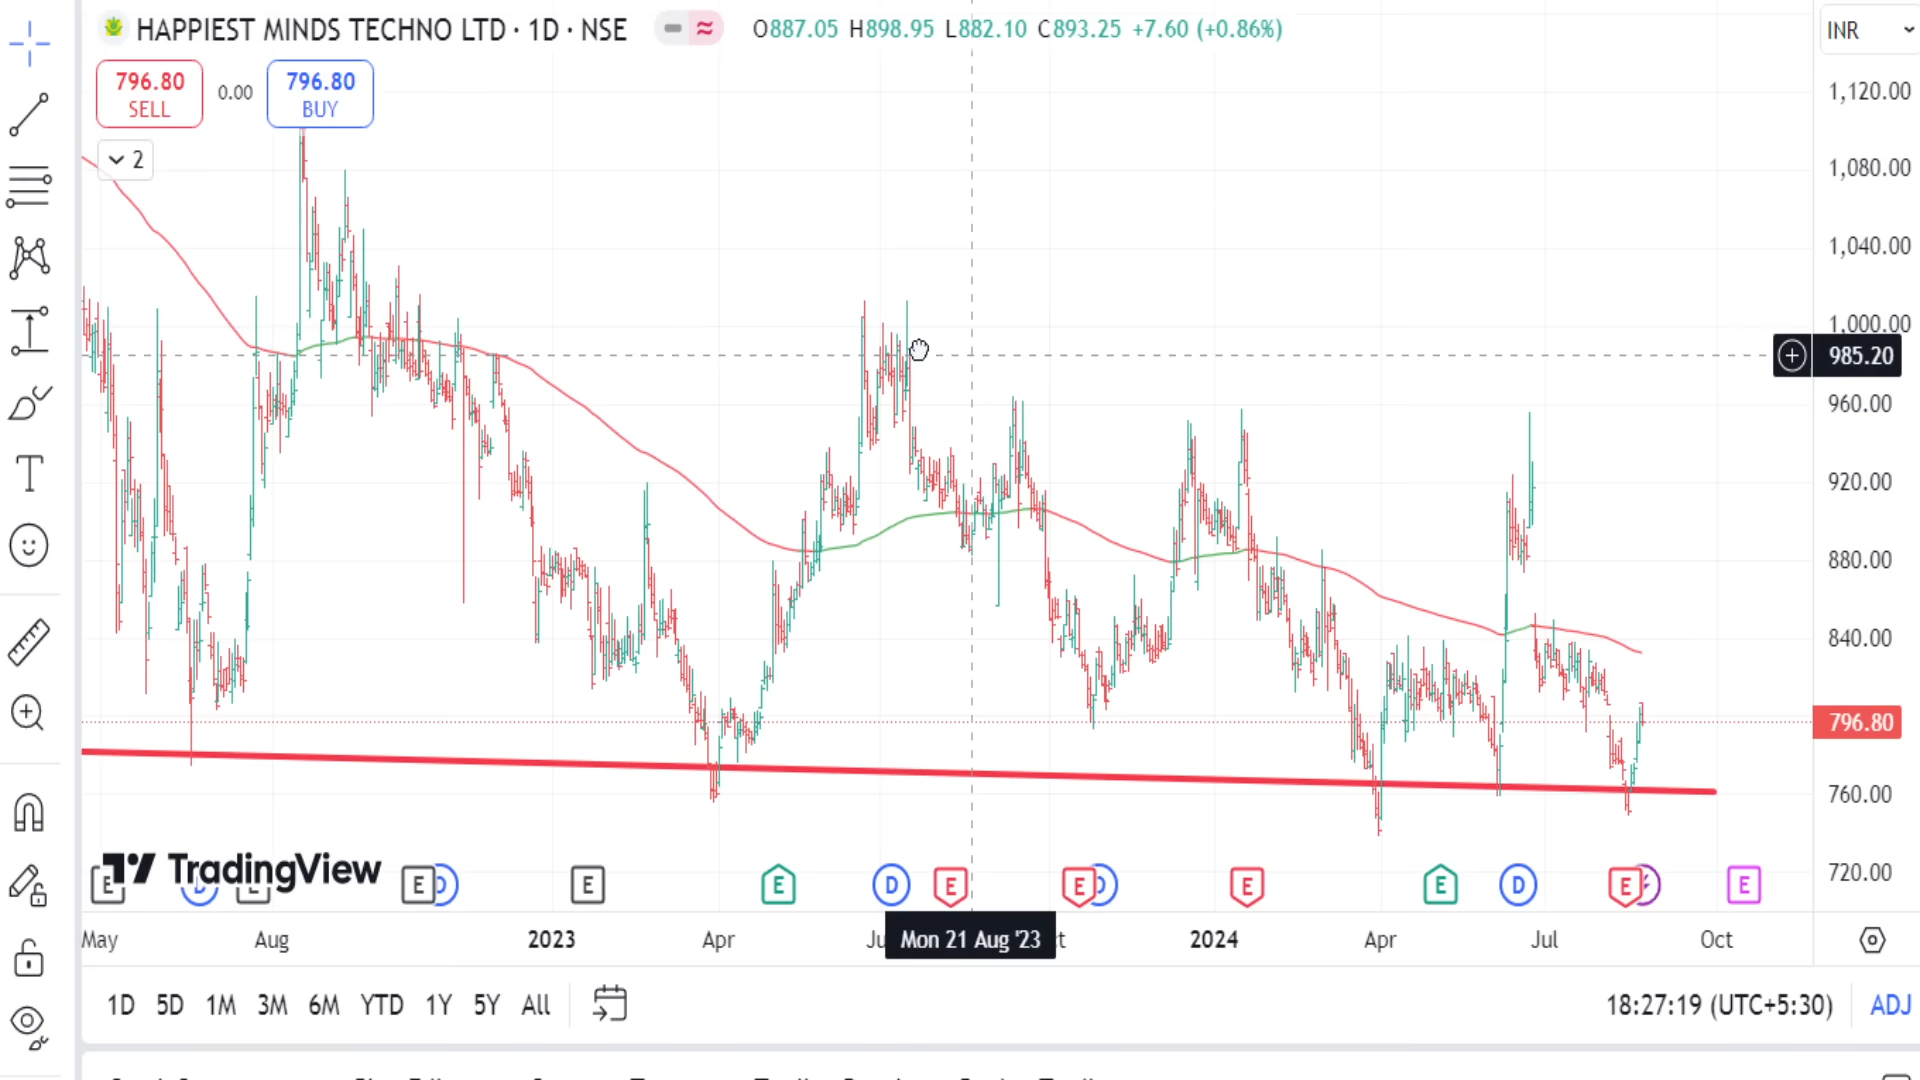 HAPPIEST MINDS TECHNO LTD · 1D · NSE
O887.05 H898.95 L882.10 C893.25 +7.60 (+0.86%)
INR
796.80
SELL
0.00
796.80
BUY
2
1,120.00
1,080.00
1,040.00
1,000.00
985.20
960.00
920.00
880.00
840.00
796.80
760.00
720.00
TradingView
E D E E D E E D E E D E E E D E E
May Aug 2023 Apr Mon 21 Aug '23 2024 Apr Jul Oct
1D 5D 1M 3M 6M YTD 1Y 5Y All
18:27:19 (UTC+5:30) ADJ